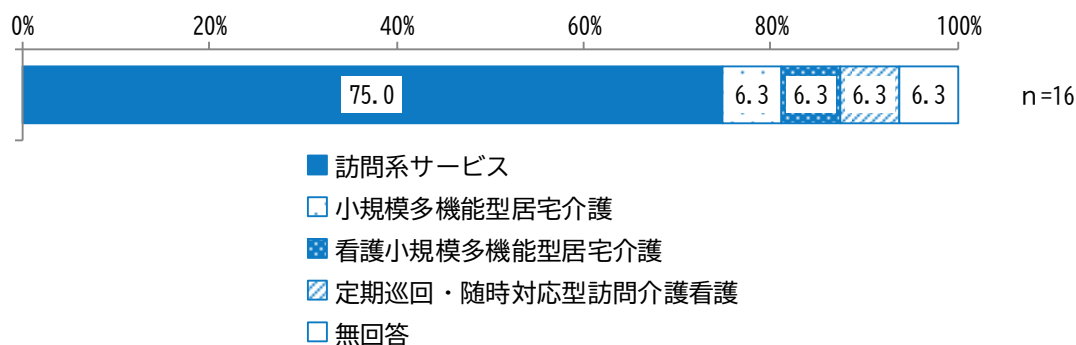 0% 20% 40% 60% 80% 100%
75.0 6.3 6.3 6.3 6.3 n=16
訪問系サービス
小規模多機能型居宅介護
看護小規模多機能型居宅介護
定期巡回・随時対応型訪問介護看護
無回答